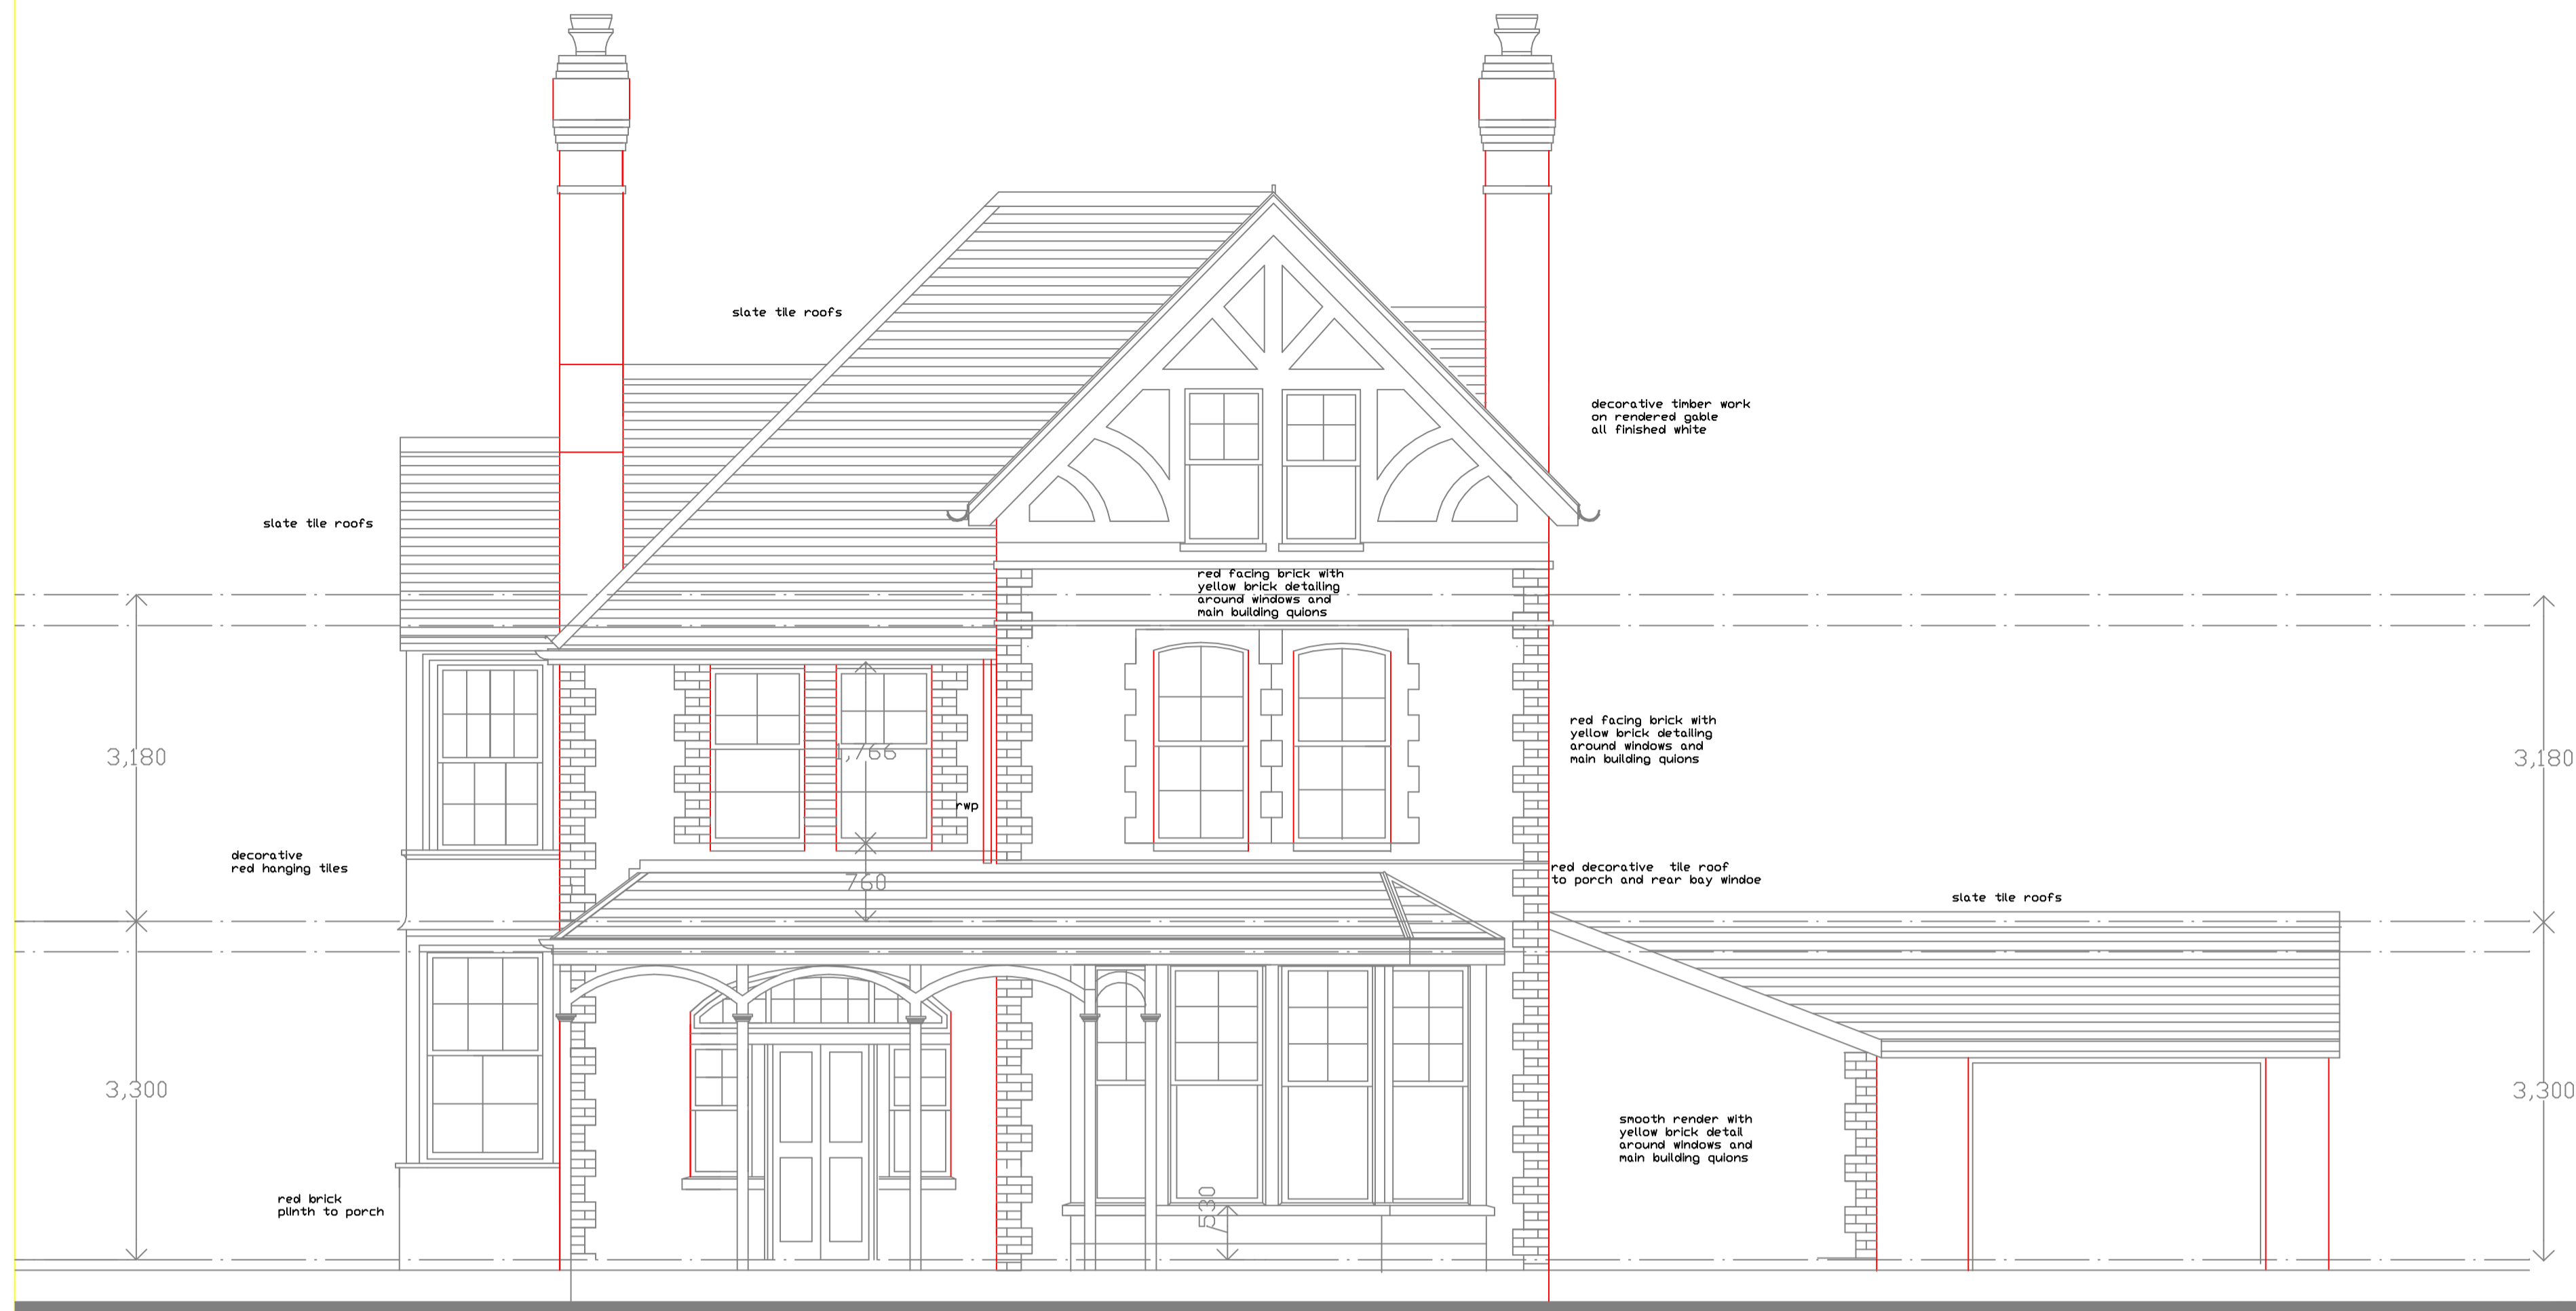 slate tile roofs
decorative timber work
on rendered gable
all finished white
slate tile roofs
red facing brick with
yellow brick detailing
around windows and
main building quions
red facing brick with
yellow brick detailing
around windows and
main building quions
3,180
1,766
3,180
rwp
decorative
red hanging tiles
760
red decorative tile roof
to porch and rear bay windoe
slate tile roofs
3,300
3,300
smooth render with
yellow brick detail
around windows and
main building quions
red brick
plinth to porch
530